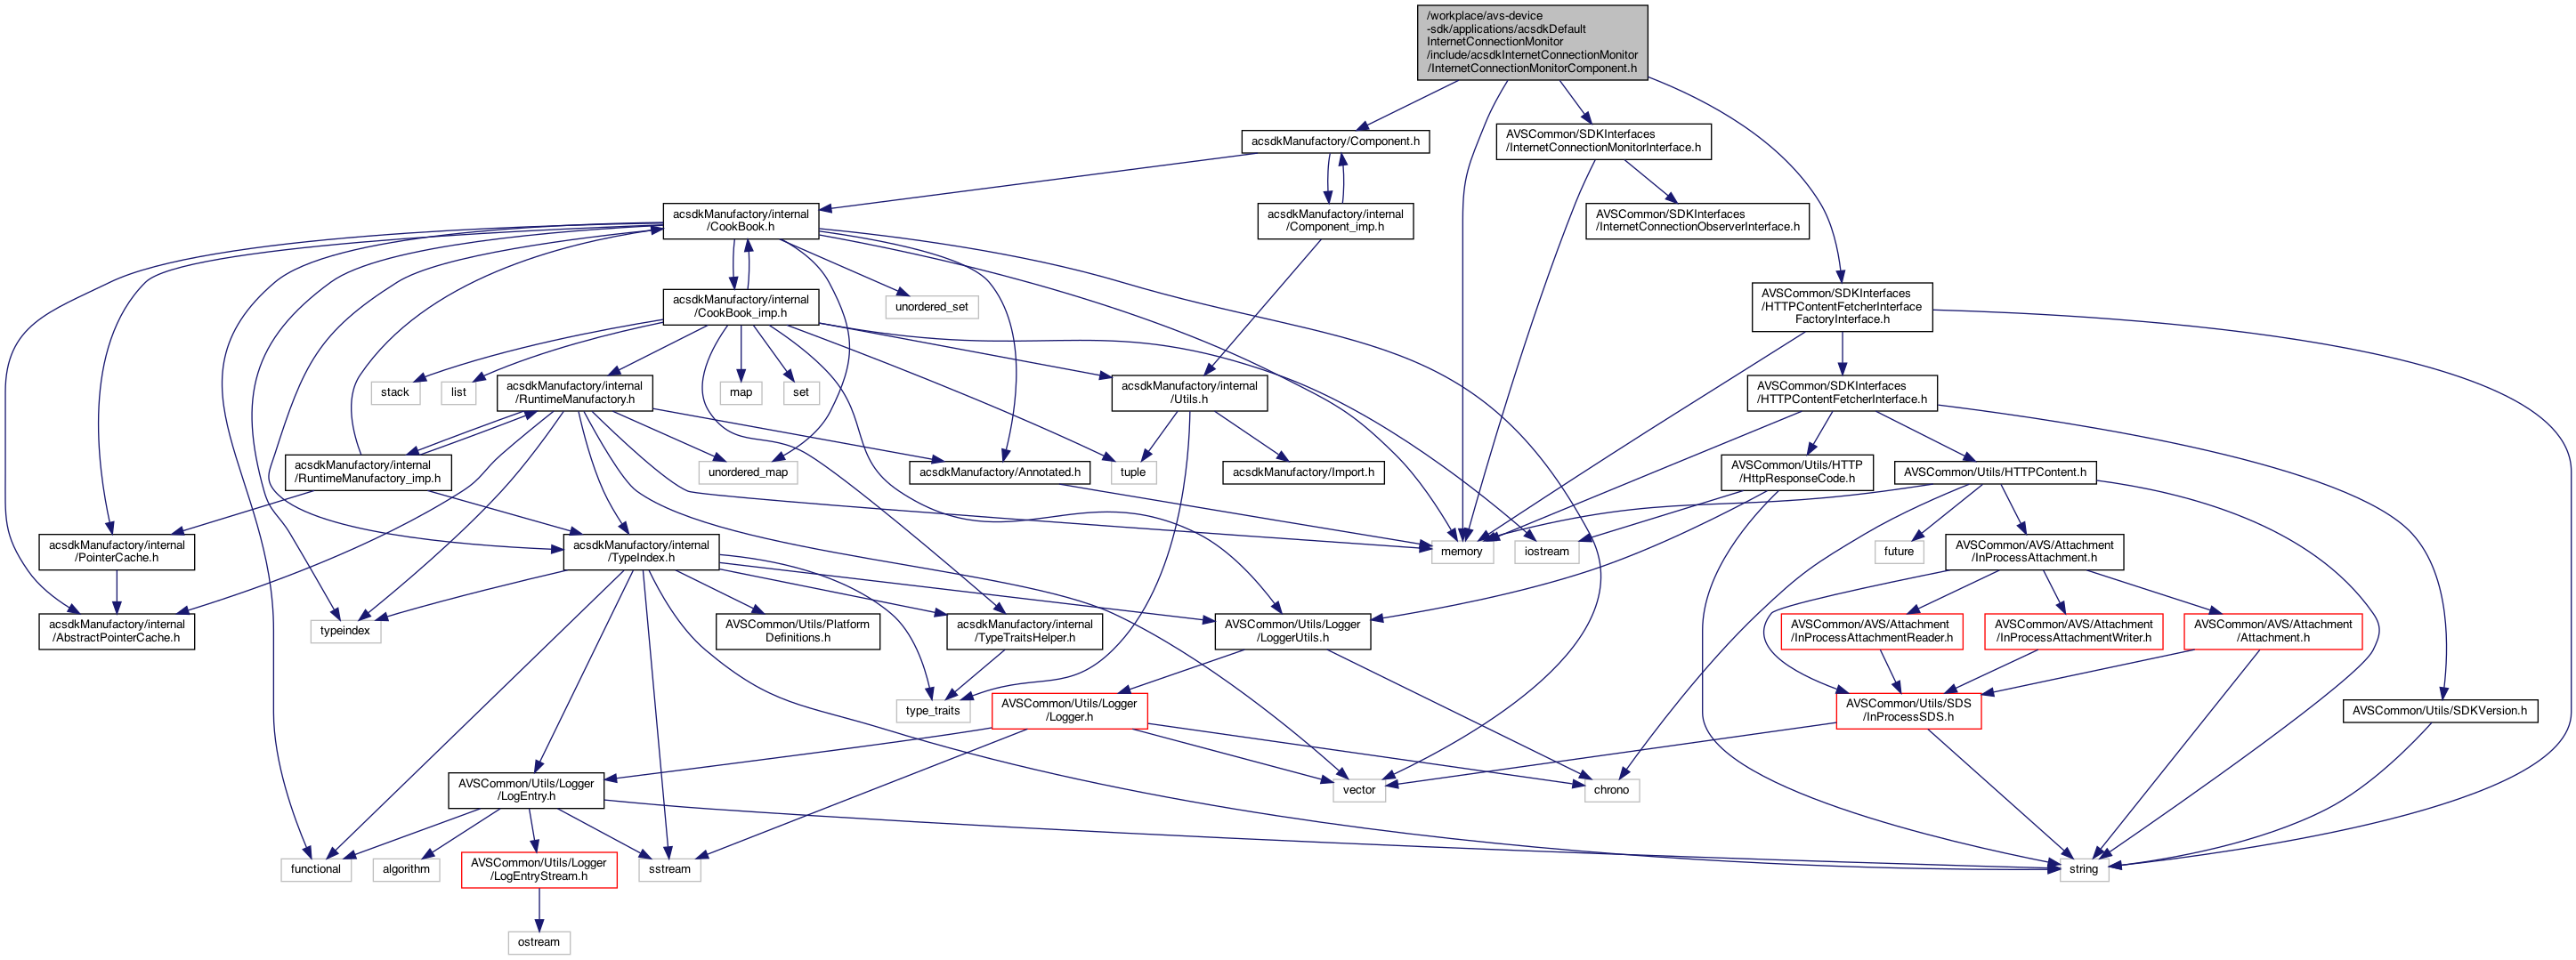 /workplace/avs-device
-sdk/applications/acsdkDefault
InternetConnectionMonitor
/include/acsdkInternetConnectionMonitor
/InternetConnectionMonitorComponent.h
acsdkManufactory/Component.h
AVSCommon/SDKInterfaces
/InternetConnectionMonitorInterface.h
acsdkManufactory/internal
/CookBook.h
acsdkManufactory/internal
/Component_imp.h
AVSCommon/SDKInterfaces
/InternetConnectionObserverInterface.h
acsdkManufactory/internal
/CookBook_imp.h
unordered_set
AVSCommon/SDKInterfaces
/HTTPContentFetcherInterface
FactoryInterface.h
stack
list
acsdkManufactory/internal
/RuntimeManufactory.h
map
set
acsdkManufactory/internal
/Utils.h
AVSCommon/SDKInterfaces
/HTTPContentFetcherInterface.h
acsdkManufactory/internal
/RuntimeManufactory_imp.h
unordered_map
acsdkManufactory/Annotated.h
tuple
acsdkManufactory/Import.h
AVSCommon/Utils/HTTP
/HttpResponseCode.h
AVSCommon/Utils/HTTPContent.h
acsdkManufactory/internal
/PointerCache.h
acsdkManufactory/internal
/TypeIndex.h
memory
iostream
future
AVSCommon/AVS/Attachment
/InProcessAttachment.h
acsdkManufactory/internal
/AbstractPointerCache.h
typeindex
AVSCommon/Utils/Platform
Definitions.h
acsdkManufactory/internal
/TypeTraitsHelper.h
AVSCommon/Utils/Logger
/LoggerUtils.h
AVSCommon/AVS/Attachment
/InProcessAttachmentReader.h
AVSCommon/AVS/Attachment
/InProcessAttachmentWriter.h
AVSCommon/AVS/Attachment
/Attachment.h
type_traits
AVSCommon/Utils/Logger
/Logger.h
AVSCommon/Utils/SDS
/InProcessSDS.h
AVSCommon/Utils/SDKVersion.h
AVSCommon/Utils/Logger
/LogEntry.h
vector
chrono
functional
algorithm
AVSCommon/Utils/Logger
/LogEntryStream.h
sstream
string
ostream